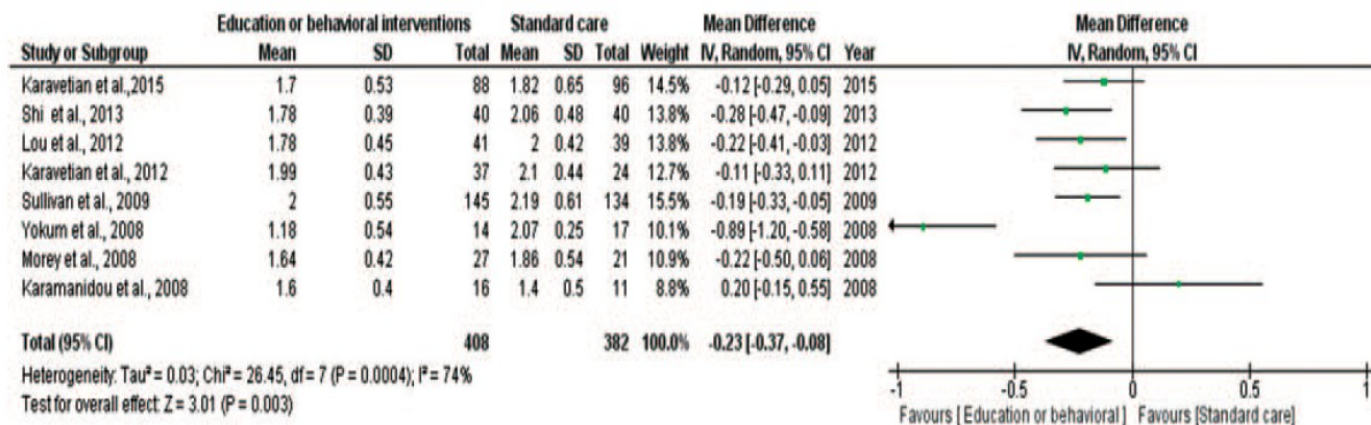 Education or behavioral interventions Standard care Mean Difference Mean Difference
Study or Subgroup Mean SD Total Mean SD Total Weight IV, Random, 95% CI Year IV, Random, 95% CI
Karavetian et al.,2015 1.7 0.53 88 1.82 0.65 96 14.5% -0.12 [-0.29, 0.05] 2015
Shi et al., 2013 1.78 0.39 40 2.06 0.48 40 13.8% -0.28 [-0.47, -0.09] 2013
Lou et al., 2012 1.78 0.45 41 2 0.42 39 13.8% -0.22 [-0.41, -0.03] 2012
Karavetian et al., 2012 1.99 0.43 37 2.1 0.44 24 12.7% -0.11 [-0.33, 0.11] 2012
Sullivan et al., 2009 2 0.55 145 2.19 0.61 134 15.5% -0.19 [-0.33, -0.05] 2009
Yokum et al., 2008 1.18 0.54 14 2.07 0.25 17 10.1% -0.89 [-1.20, -0.58] 2008
Morey et al., 2008 1.64 0.42 27 1.86 0.54 21 10.9% -0.22 [-0.50, 0.06] 2008
Karamanidou et al., 2008 1.6 0.4 16 1.4 0.5 11 8.8% 0.20 [-0.15, 0.55] 2008
Total (95% CI) 408 382 100.0% -0.23 [-0.37, -0.08]
Heterogeneity: Tau² = 0.03; Chi² = 26.45, df = 7 (P = 0.0004); I² = 74%
Test for overall effect: Z = 3.01 (P = 0.003)
-1 -0.5 0 0.5 1
Favours [Education or behavioral] Favours [Standard care]